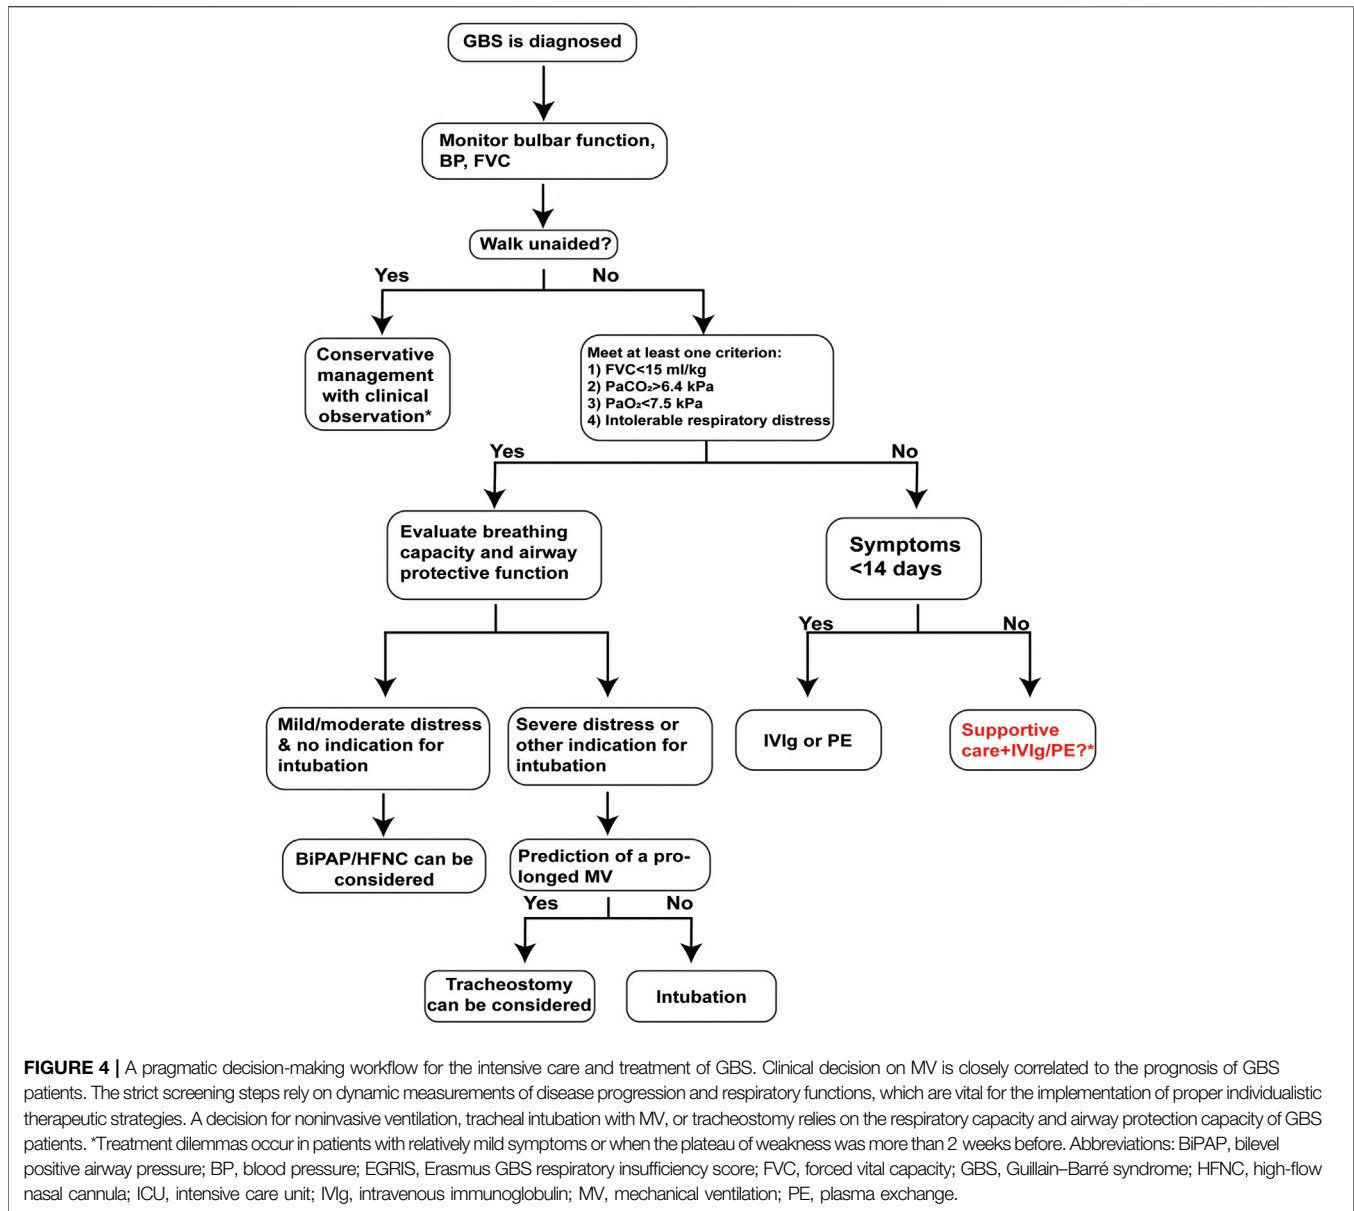 GBS is diagnosed
Monitor bulbar function,
BP, FVC
Walk unaided?
Yes
No
Conservative
management
with clinical
observation*
Meet at least one criterion:
1) FVC<15 ml/kg
2) PaCO₂>6.4 kPa
3) PaO₂<7.5 kPa
4) Intolerable respiratory distress
Yes
No
Evaluate breathing
capacity and airway
protective function
Symptoms
<14 days
Yes
No
Mild/moderate distress
& no indication for
intubation
Severe distress or
other indication for
intubation
IVIg or PE
Supportive
care+IVIg/PE?*
BiPAP/HFNC can be
considered
Prediction of a pro-
longed MV
Yes
No
Tracheostomy
can be considered
Intubation
FIGURE 4 | A pragmatic decision-making workflow for the intensive care and treatment of GBS. Clinical decision on MV is closely correlated to the prognosis of GBS
patients. The strict screening steps rely on dynamic measurements of disease progression and respiratory functions, which are vital for the implementation of proper individualistic
therapeutic strategies. A decision for noninvasive ventilation, tracheal intubation with MV, or tracheostomy relies on the respiratory capacity and airway protection capacity of GBS
patients. *Treatment dilemmas occur in patients with relatively mild symptoms or when the plateau of weakness was more than 2 weeks before. Abbreviations: BiPAP, bilevel
positive airway pressure; BP, blood pressure; EGRIS, Erasmus GBS respiratory insufficiency score; FVC, forced vital capacity; GBS, Guillain–Barré syndrome; HFNC, high-flow
nasal cannula; ICU, intensive care unit; IVIg, intravenous immunoglobulin; MV, mechanical ventilation; PE, plasma exchange.